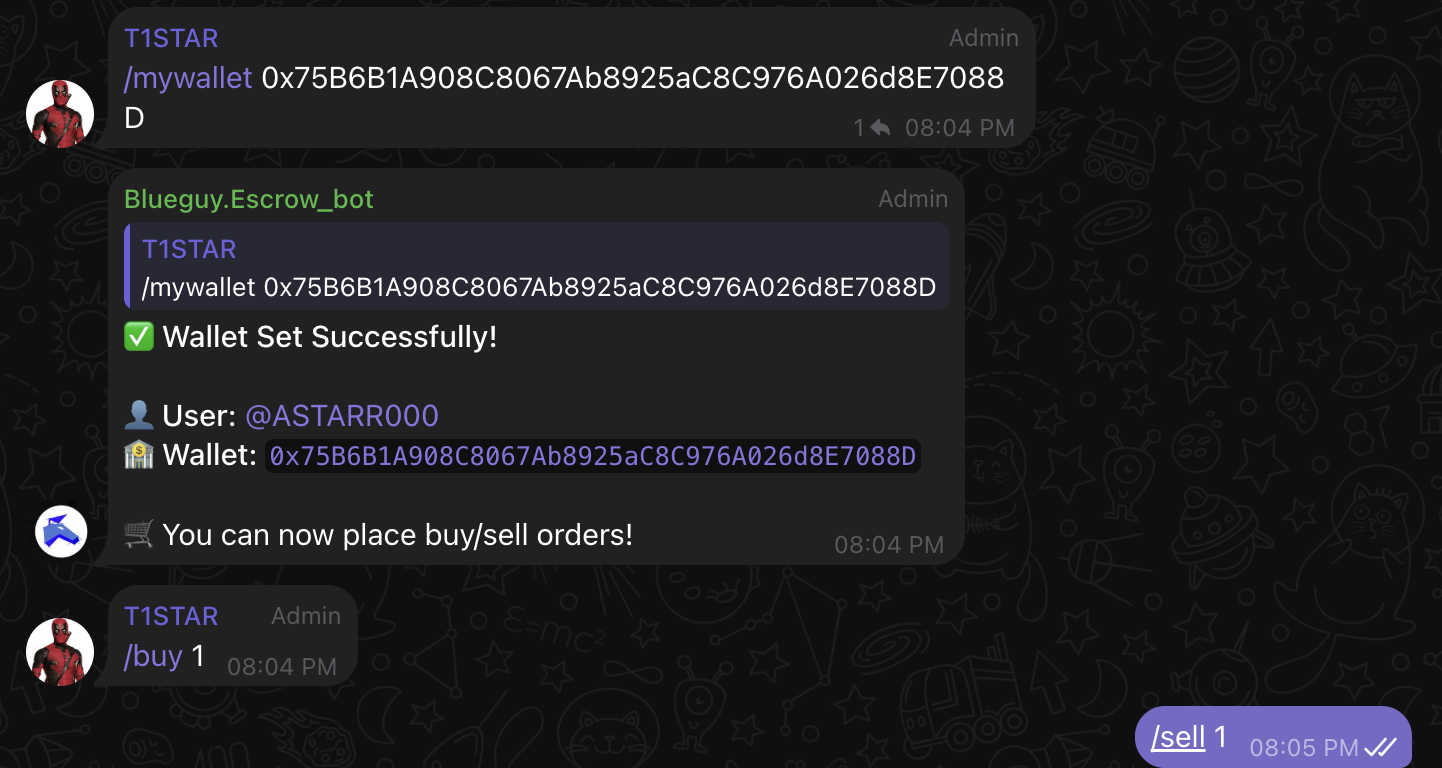 T1STAR Admin
/mywallet 0x75B6B1A908C8067Ab8925aC8C976A026d8E7088
D
1 08:04 PM
Blueguy.Escrow_bot Admin
T1STAR
/mywallet 0x75B6B1A908C8067Ab8925aC8C976A026d8E7088D
✅ Wallet Set Successfully!
👤 User: @ASTARR000
🏦 Wallet: 0x75B6B1A908C8067Ab8925aC8C976A026d8E7088D
🛒 You can now place buy/sell orders!
08:04 PM
T1STAR Admin
/buy 1 08:04 PM
/sell 1 08:05 PM
E=mc²